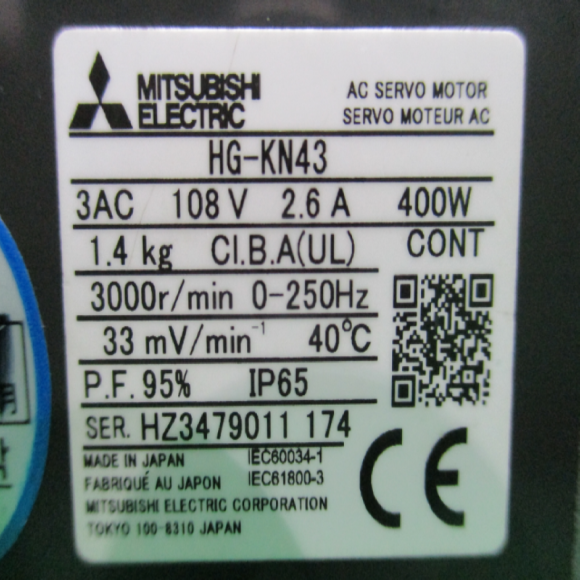 MITSUBISHI
ELECTRIC
AC SERVO MOTOR
SERVO MOTEUR AC
HG-KN43
3AC 108 V 2.6 A 400W
1.4 kg CI.B.A(UL) CONT
3000r/min 0-250Hz
33 mV/min⁻¹ 40℃
P.F. 95% IP65
SER. HZ3479011 174
MADE IN JAPAN IEC60034-1
FABRIQUÉ AU JAPON IEC61800-3
MITSUBISHI ELECTRIC CORPORATION
TOKYO 100-8310 JAPAN
CE